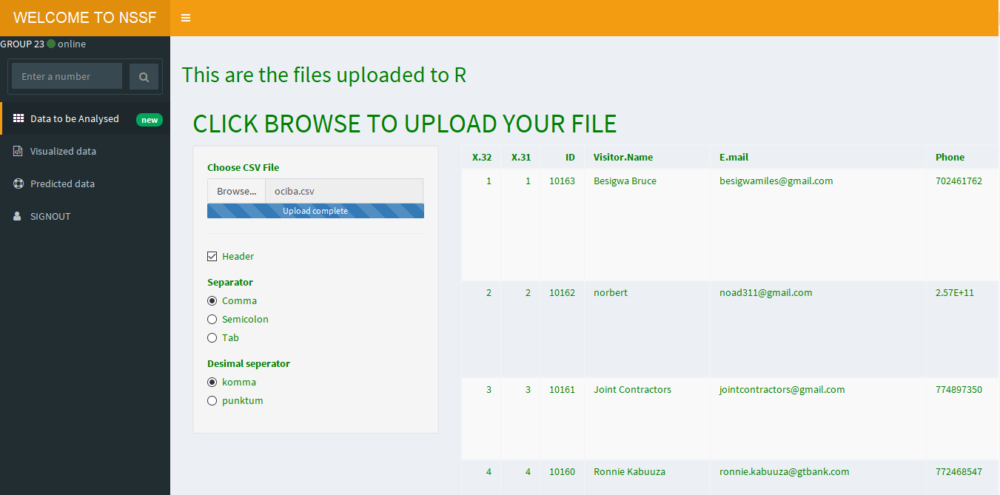 WELCOME TO NSSF
GROUP 23 online
Enter a number
Data to be Analysed new
Visualized data
Predicted data
SIGNOUT
This are the files uploaded to R
CLICK BROWSE TO UPLOAD YOUR FILE
Choose CSV File
Browse... ociba.csv
Upload complete
Header
Separator
Comma
Semicolon
Tab
Desimal seperator
komma
punktum
X.32 X.31 ID Visitor.Name E.mail Phone
1 1 10163 Besigwa Bruce besigwamiles@gmail.com 702461762
2 2 10162 norbert noad311@gmail.com 2.57E+11
3 3 10161 Joint Contractors jointcontractors@gmail.com 774897350
4 4 10160 Ronnie Kabuuza ronnie.kabuuza@gtbank.com 772468547